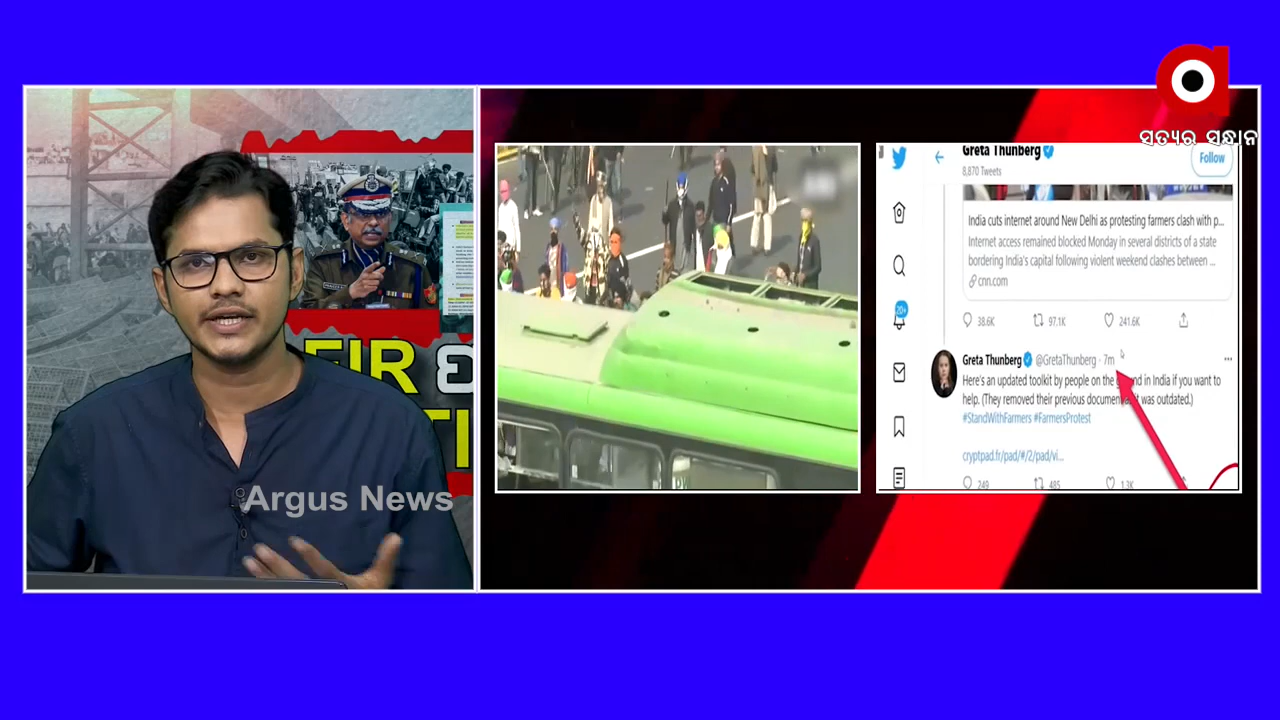 ସତ୍ୟର ସନ୍ଧାନ
FIR
Argus News
Greta Thunberg
8,870 Tweets
Follow
India cuts internet around New Delhi as protesting farmers clash with p...
Internet access remained blocked Monday in several districts of a state
bordering India's capital following violent weekend clashes between ...
cnn.com
38.6K 97.1K 241.6K
20+
Greta Thunberg @GretaThunberg · 7m
Here's an updated toolkit by people on the in India if you want to
help. (They removed their previous it was outdated.)
#StandWithFarmers #FarmersProtest
cryptpad.fr/pad/#/2/pad/vi...
249 485 1.3K